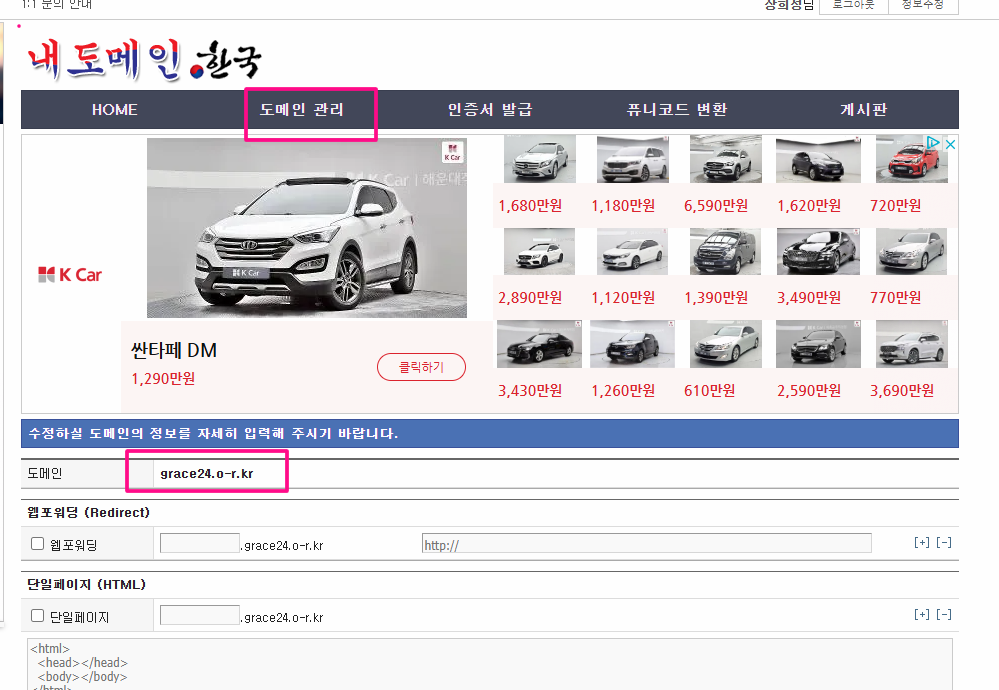 1:1 문의 안내
장희성님 로그아웃 정보수정
내도메인.한국
HOME 도메인 관리 인증서 발급 퓨니코드 변환 게시판
K Car
K Car | 해운대
K Car
K Car
1,680만원 1,180만원 6,590만원 1,620만원 720만원
2,890만원 1,120만원 1,390만원 3,490만원 770만원
싼타페 DM
1,290만원
클릭하기
3,430만원 1,260만원 610만원 2,590만원 3,690만원
수정하실 도메인의 정보를 자세히 입력해 주시기 바랍니다.
도메인 grace24.o-r.kr
웹포워딩 (Redirect)
웹포워딩 .grace24.o-r.kr http:// [+] [-]
단일페이지 (HTML)
단일페이지 .grace24.o-r.kr [+] [-]
<html>
<head></head>
<body></body>
</html>